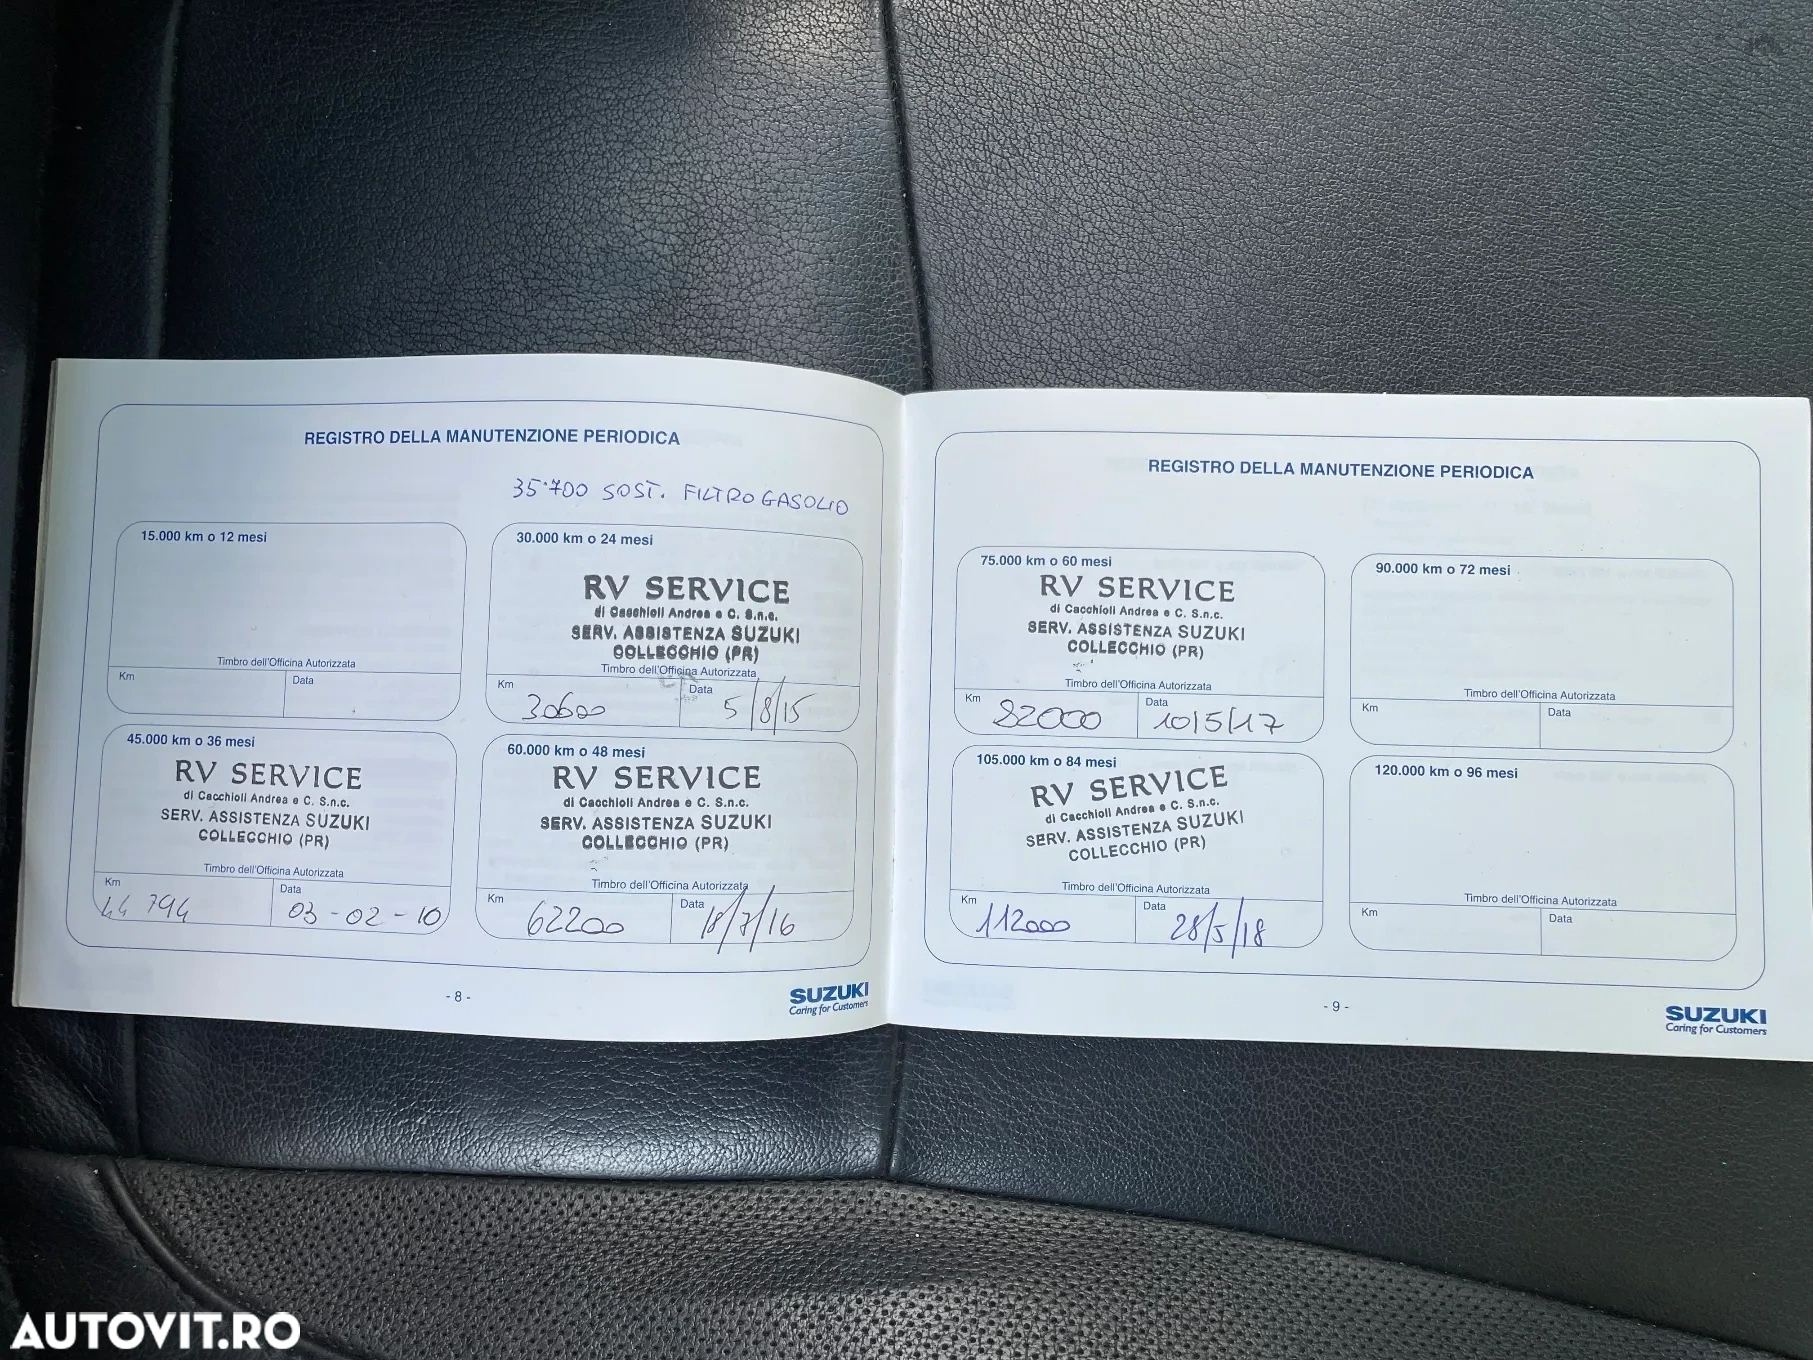 REGISTRO DELLA MANUTENZIONE PERIODICA
35.700 SOST. FILTRO GASOLIO
15.000 km o 12 mesi
Timbro dell'Officina Autorizzata
Km
Data
30.000 km o 24 mesi
RV SERVICE
di Cacchioli Andrea e C. S.n.c.
SERV. ASSISTENZA SUZUKI
COLLECCHIO (PR)
Timbro dell'Officina Autorizzata
Km
30600
Data
5/8/15
45.000 km o 36 mesi
RV SERVICE
di Cacchioli Andrea e C. S.n.c.
SERV. ASSISTENZA SUZUKI
COLLECCHIO (PR)
Timbro dell'Officina Autorizzata
Km
44 794
Data
03-02-10
60.000 km o 48 mesi
RV SERVICE
di Cacchioli Andrea e C. S.n.c.
SERV. ASSISTENZA SUZUKI
COLLECCHIO (PR)
Timbro dell'Officina Autorizzata
Km
62200
Data
18/7/16
- 8 -
SUZUKI
Caring for Customers
REGISTRO DELLA MANUTENZIONE PERIODICA
75.000 km o 60 mesi
RV SERVICE
di Cacchioli Andrea e C. S.n.c.
SERV. ASSISTENZA SUZUKI
COLLECCHIO (PR)
Timbro dell'Officina Autorizzata
Km
82000
Data
10/5/17
90.000 km o 72 mesi
Timbro dell'Officina Autorizzata
Km
Data
105.000 km o 84 mesi
RV SERVICE
di Cacchioli Andrea e C. S.n.c.
SERV. ASSISTENZA SUZUKI
COLLECCHIO (PR)
Timbro dell'Officina Autorizzata
Km
112000
Data
28/5/18
120.000 km o 96 mesi
Timbro dell'Officina Autorizzata
Km
Data
- 9 -
SUZUKI
Caring for Customers
AUTOVIT.RO